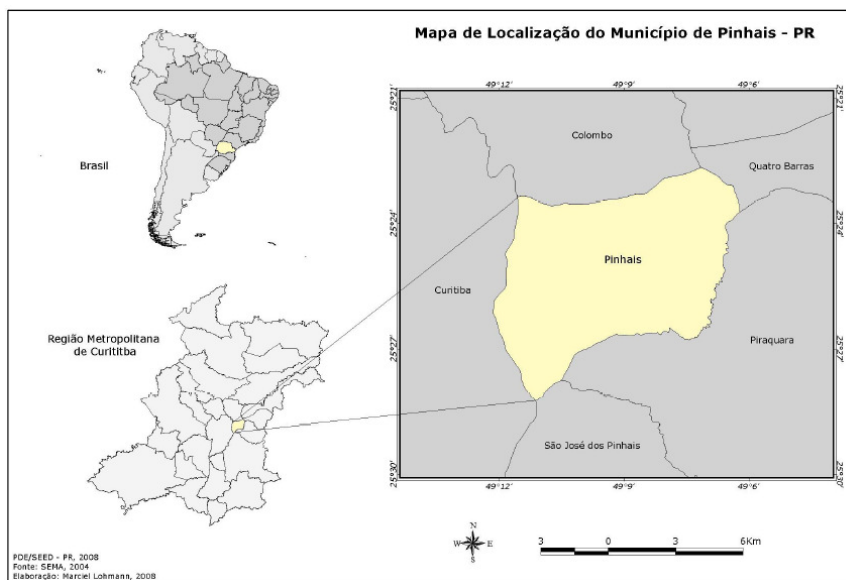 Mapa de Localização do Município de Pinhais - PR
Brasil
Região Metropolitana
de Curititba
49°12'
49°9'
49°6'
25°21'
25°21'
Colombo
Quatro Barras
25°24'
25°24'
Pinhais
Curitiba
Piraquara
25°27'
25°27'
São José dos Pinhais
25°30'
25°30'
49°12'
49°9'
49°6'
N
W E
S
3 0 3 6Km
PDE/SEED - PR, 2008
Fonte: SEMA, 2004
Elaboração: Marciel Lohmann, 2008